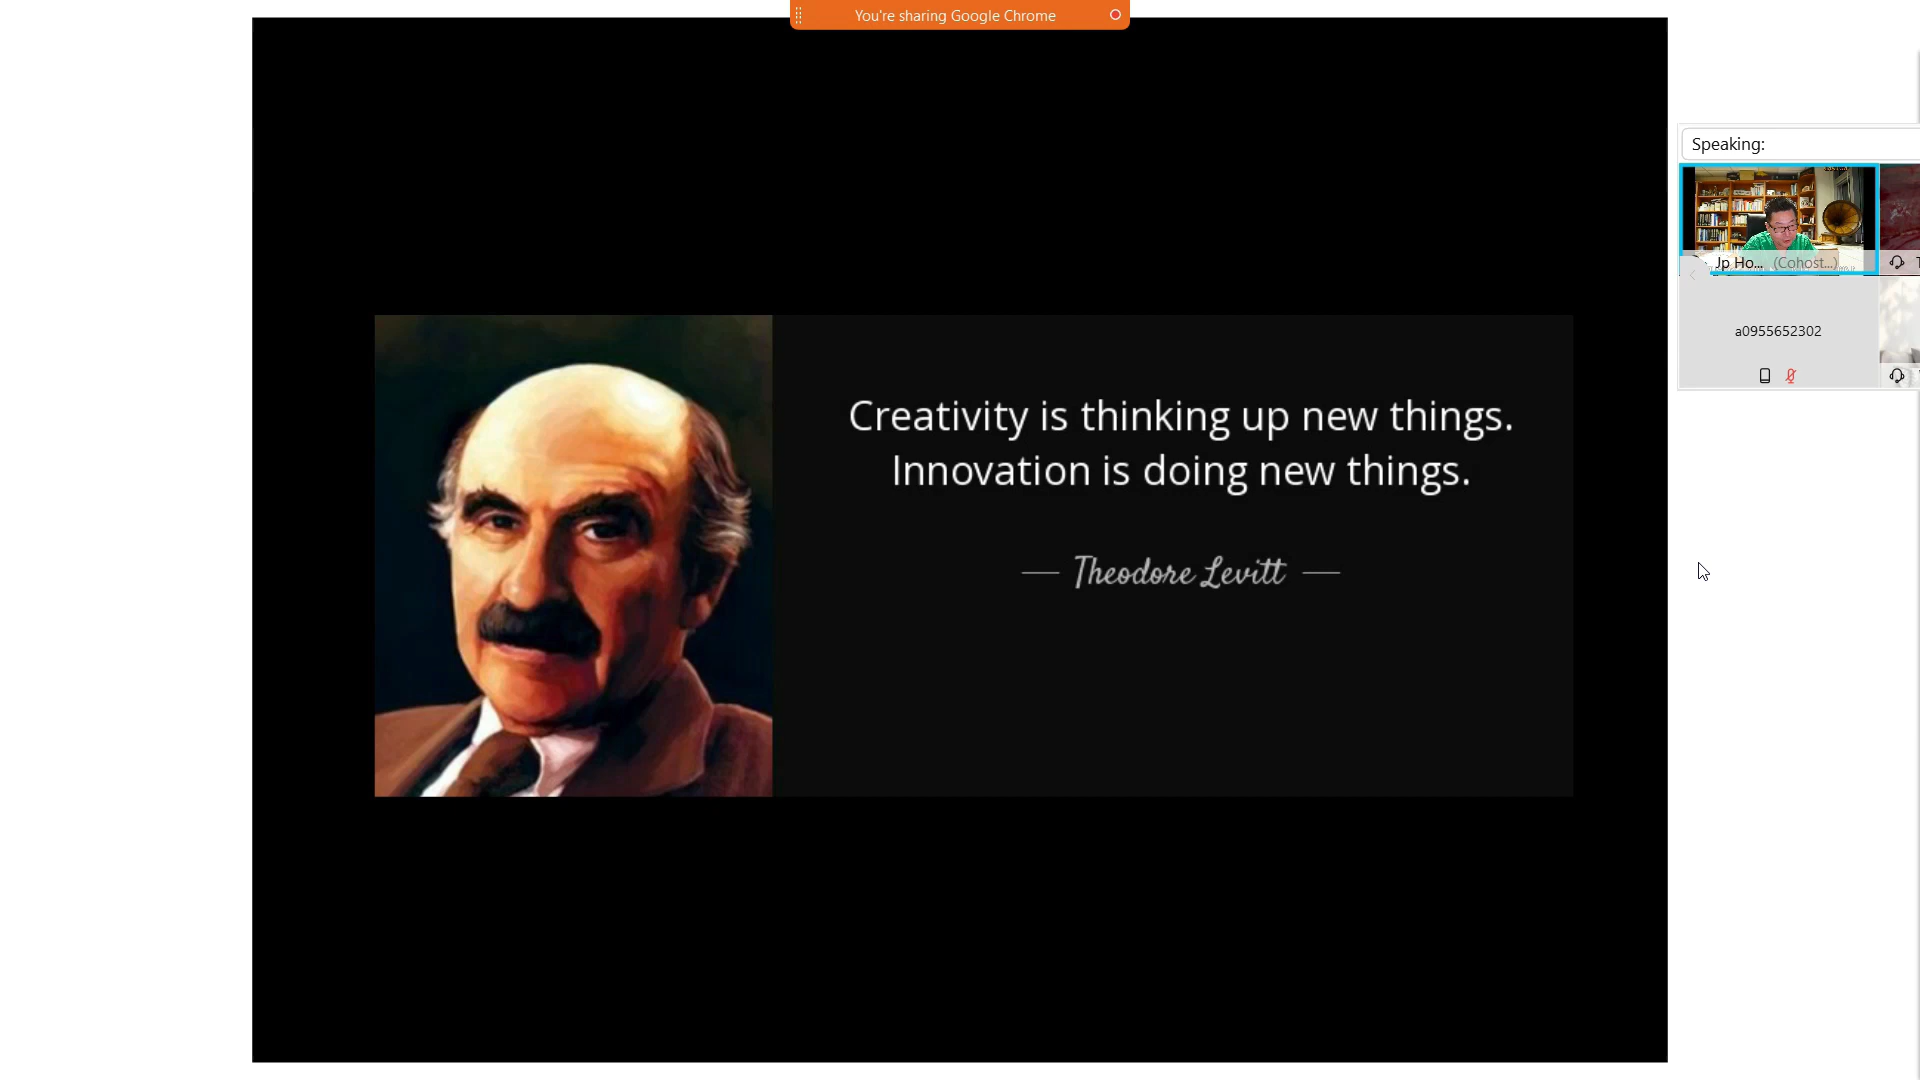 You're sharing Google Chrome
Creativity is thinking up new things.
Innovation is doing new things.
Theodore Levitt
Speaking:
Jp Ho... (Cohost...)
a0955652302